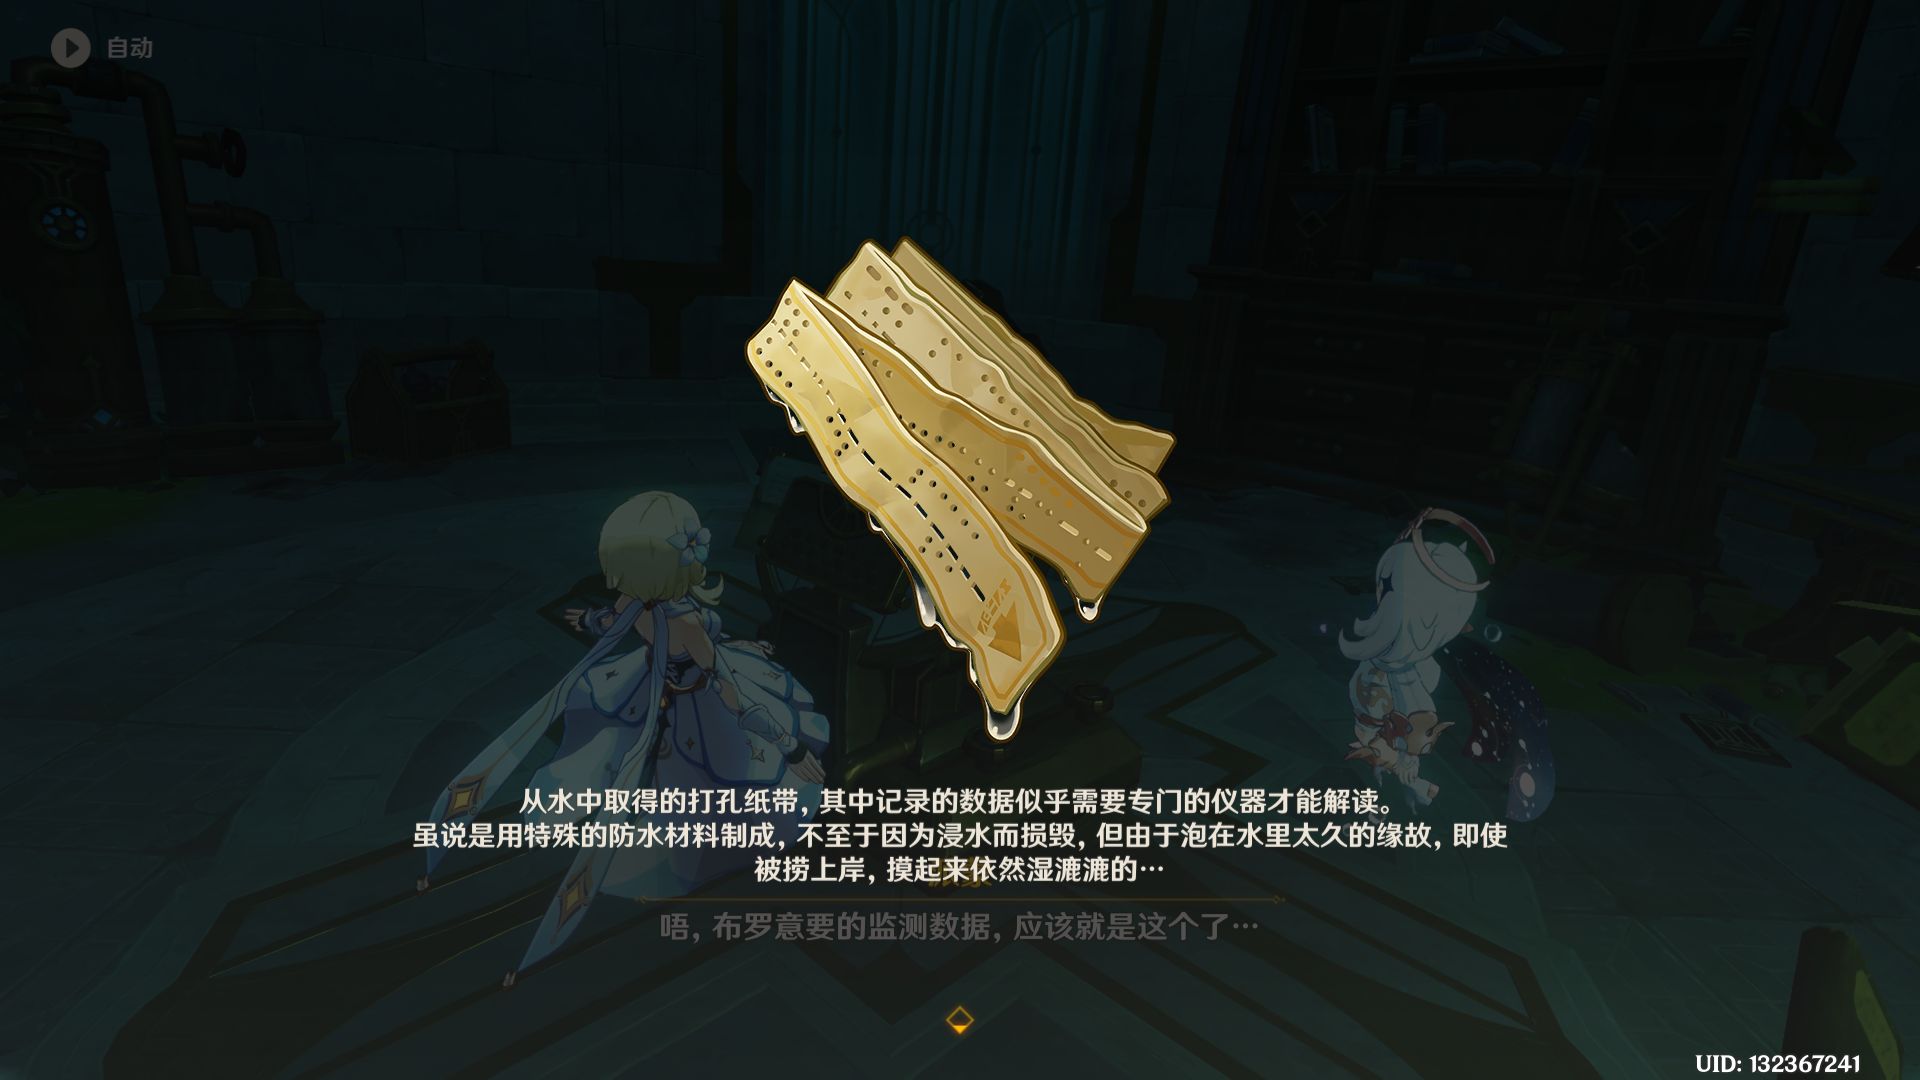 自动
从水中取得的打孔纸带，其中记录的数据似乎需要专门的仪器才能解读。
虽说是用特殊的防水材料制成，不至于因为浸水而损毁，但由于泡在水里太久的缘故，即使
被捞上岸，摸起来依然湿漉漉的…
派蒙
唔，布罗意要的监测数据，应该就是这个了…
UID: 132367241